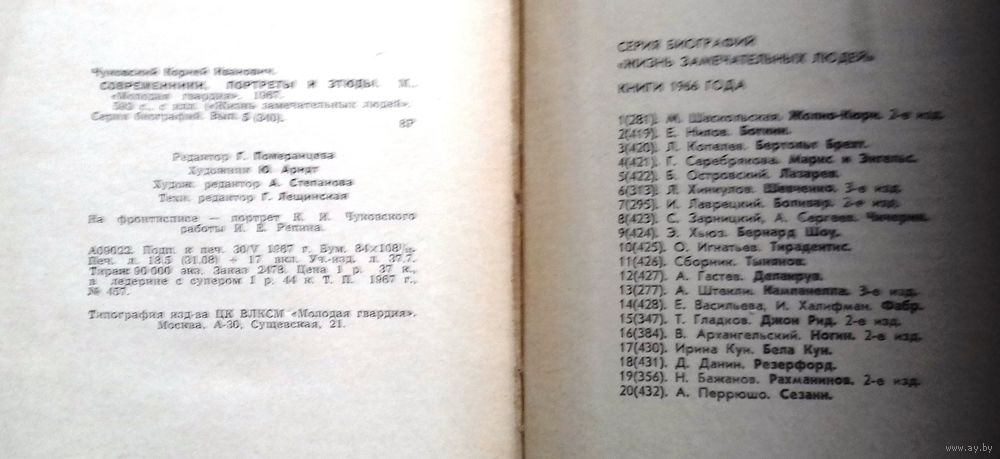 Чуковский Корней Иванович.
СОВРЕМЕННИКИ. ПОРТРЕТЫ И ЭТЮДЫ. М.,
«Молодая гвардия», 1967.
592 с., с илл. («Жизнь замечательных людей».
Серия биографий. Вып. 5 (340).
8Р
Редактор Г. Померанцева
Художник Ю. Арндт
Худож. редактор А. Степанова
Техн. редактор Г. Лещинская
На фронтисписе — портрет К. И. Чуковского
работы И. Е. Репина.
А09022. Подп. к печ. 30/V 1967 г. Бум. 84×108¹/₃₂.
Печ. л. 18,5 (31,08) + 17 вкл. Уч.-изд. л. 37,7.
Тираж 90 000 экз. Заказ 2478. Цена 1 р. 37 к.,
в ледерине с супером 1 р. 44 к. Т. П. 1967 г.,
№ 457.
Типография изд-ва ЦК ВЛКСМ «Молодая гвардия».
Москва, А-30, Сущевская, 21.
СЕРИЯ БИОГРАФИЙ
«ЖИЗНЬ ЗАМЕЧАТЕЛЬНЫХ ЛЮДЕЙ»
КНИГИ 1966 ГОДА
1(281). М. Шаскольская. Жолио-Кюри. 2-е изд.
2(419). Е. Нилов. Боткин.
3(420). Л. Копелев. Бертольт Брехт.
4(421). Г. Серебрякова. Маркс и Энгельс.
5(422). Б. Островский. Лазарев.
6(313). Л. Хинкулов. Шевченко. 3-е изд.
7(295). И. Лаврецкий. Боливар. 2-е изд.
8(423). С. Зарницкий, А. Сергеев. Чичерин.
9(424). Э. Хьюз. Бернард Шоу.
10(425). О. Игнатьев. Тирадентис.
11(426). Сборник. Тынянов.
12(427). А. Гастев. Делакруа.
13(277). А. Штекли. Кампанелла. 3-е изд.
14(428). Е. Васильева, И. Халифман. Фабр.
15(347). Т. Гладков. Джон Рид. 2-е изд.
16(384). В. Архангельский. Ногин. 2-е изд.
17(430). Ирина Кун. Бела Кун.
18(431). Д. Данин. Резерфорд.
19(356). Н. Бажанов. Рахманинов. 2-е изд.
20(432). А. Перрюшо. Сезанн.
www.ay.by